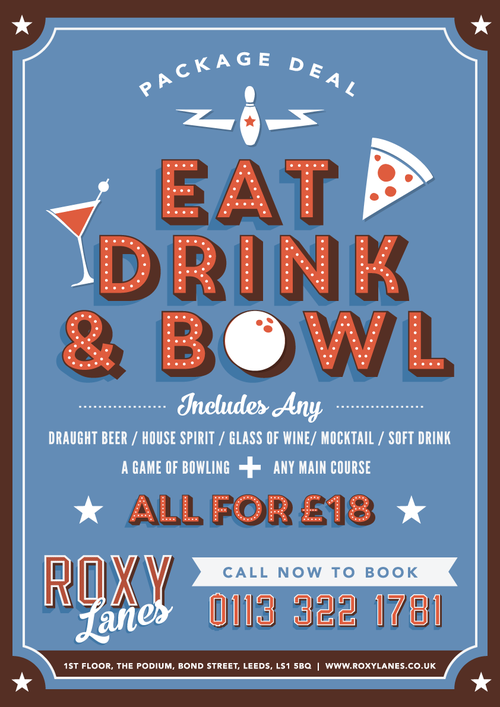 PACKAGE DEAL
EAT
DRINK
& BOWL
Includes Any
DRAUGHT BEER / HOUSE SPIRIT / GLASS OF WINE/ MOCKTAIL / SOFT DRINK
A GAME OF BOWLING + ANY MAIN COURSE
ALL FOR £18
ROXY
Lanes
CALL NOW TO BOOK
0113 322 1781
1ST FLOOR, THE PODIUM, BOND STREET, LEEDS, LS1 5BQ | WWW.ROXYLANES.CO.UK